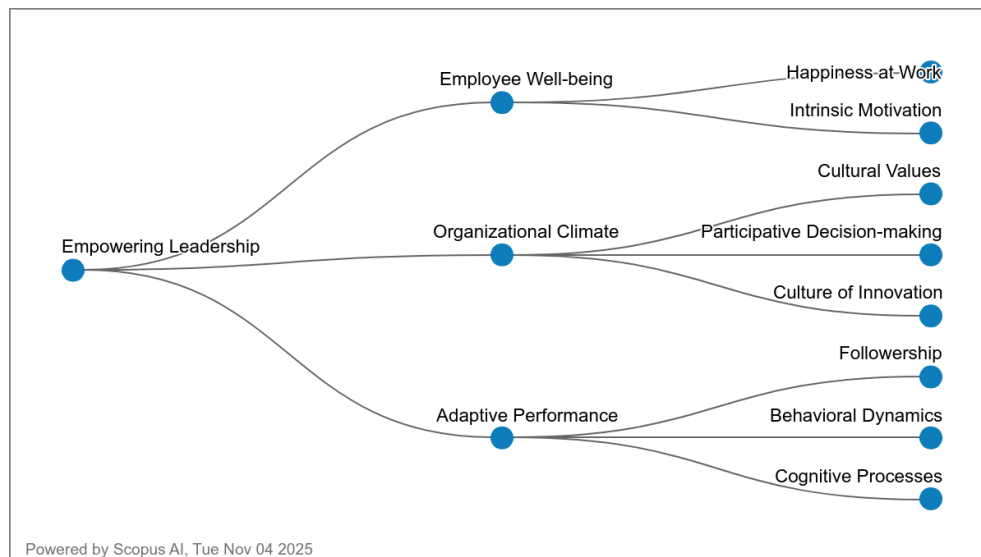 Happiness at Work
Employee Well-being
Intrinsic Motivation
Cultural Values
Organizational Climate
Participative Decision-making
Empowering Leadership
Culture of Innovation
Followership
Adaptive Performance
Behavioral Dynamics
Cognitive Processes
Powered by Scopus AI, Tue Nov 04 2025